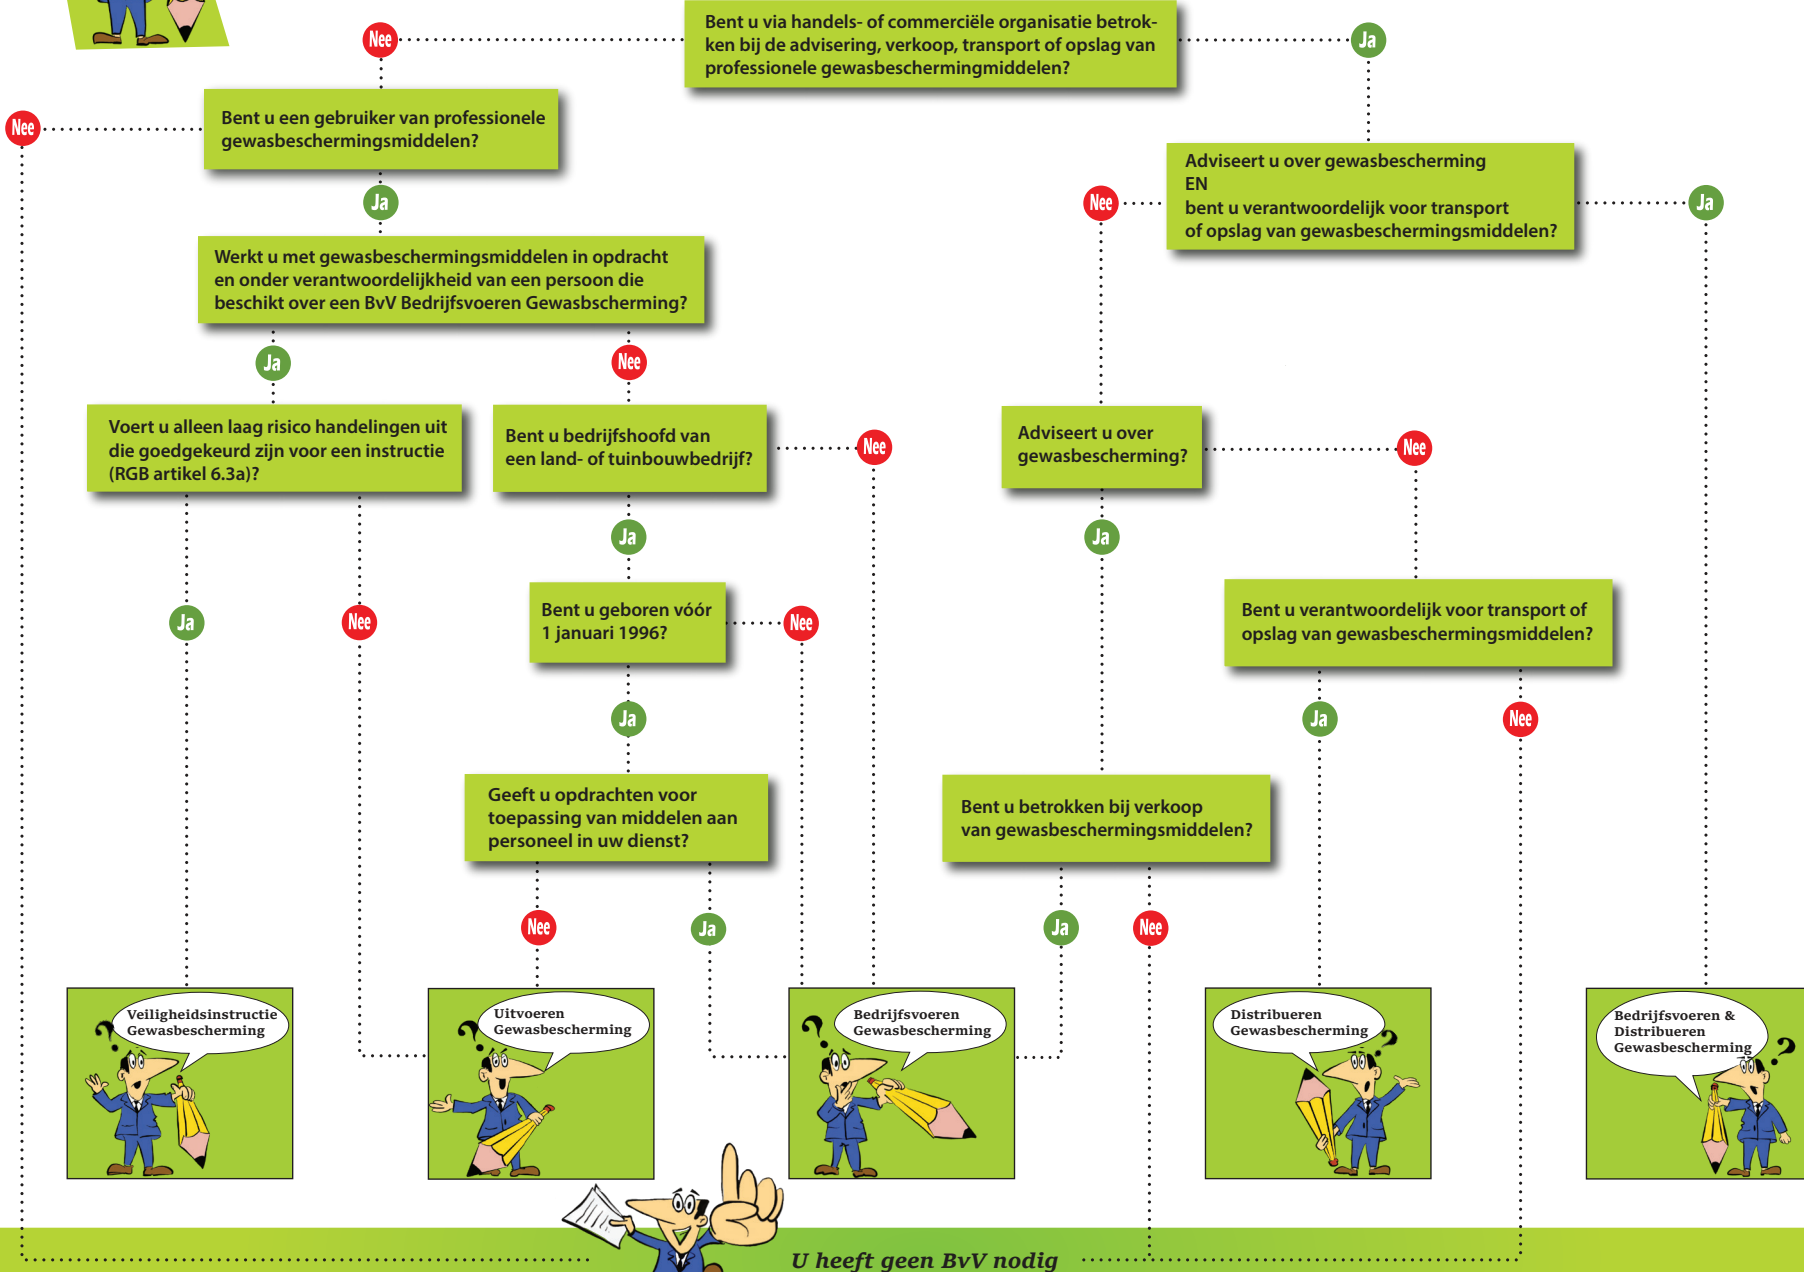 Bent u via handels- of commerciële organisatie betrok-
ken bij de advisering, verkoop, transport of opslag van
professionele gewasbeschermingmiddelen?
Nee
Ja
Bent u een gebruiker van professionele
gewasbeschermingsmiddelen?
Nee
Ja
Adviseert u over gewasbescherming
EN
bent u verantwoordelijk voor transport
of opslag van gewasbeschermingsmiddelen?
Nee
Ja
Werkt u met gewasbeschermingsmiddelen in opdracht
en onder verantwoordelijkheid van een persoon die
beschikt over een BvV Bedrijfsvoeren Gewasbscherming?
Ja
Nee
Voert u alleen laag risico handelingen uit
die goedgekeurd zijn voor een instructie
(RGB artikel 6.3a)?
Ja
Nee
Bent u bedrijfshoofd van
een land- of tuinbouwbedrijf?
Nee
Ja
Adviseert u over
gewasbescherming?
Nee
Ja
Bent u geboren vóór
1 januari 1996?
Nee
Ja
Bent u verantwoordelijk voor transport of
opslag van gewasbeschermingsmiddelen?
Ja
Nee
Geeft u opdrachten voor
toepassing van middelen aan
personeel in uw dienst?
Nee
Ja
Bent u betrokken bij verkoop
van gewasbeschermingsmiddelen?
Ja
Nee
Veiligheidsinstructie
Gewasbescherming
?
Uitvoeren
Gewasbescherming
?
Bedrijfsvoeren
Gewasbescherming
?
Distribueren
Gewasbescherming
?
Bedrijfsvoeren &
Distribueren
Gewasbescherming
?
U heeft geen BvV nodig